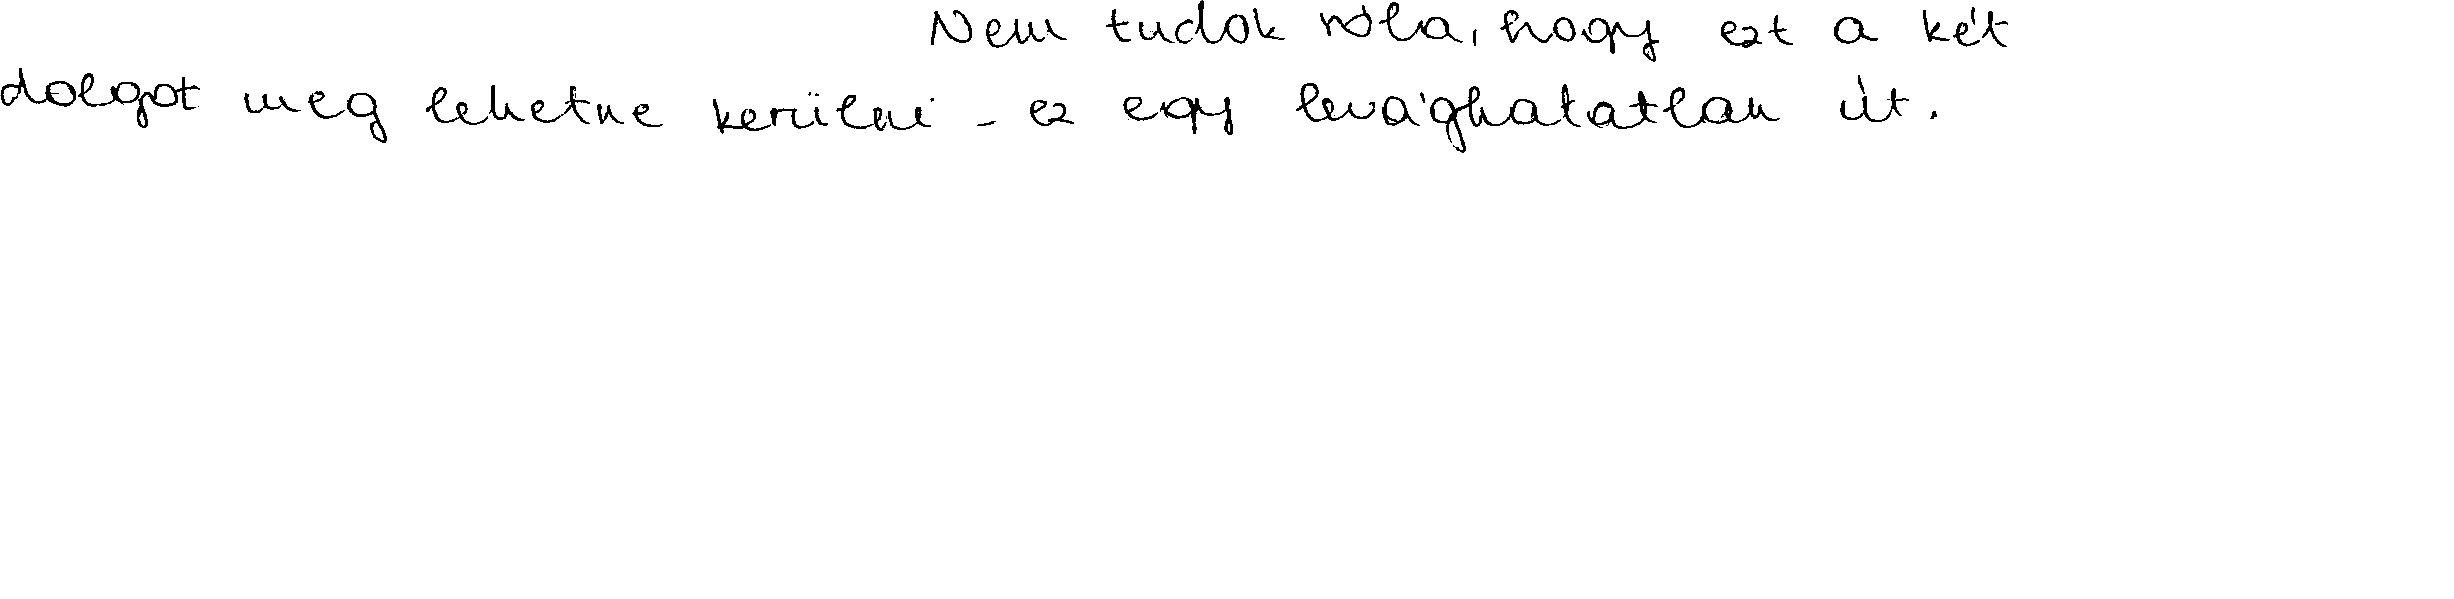 Nem tudok róla, hogy ezt a két
dolgot meg lehetne kerülni - ez egy levághatatlan út.